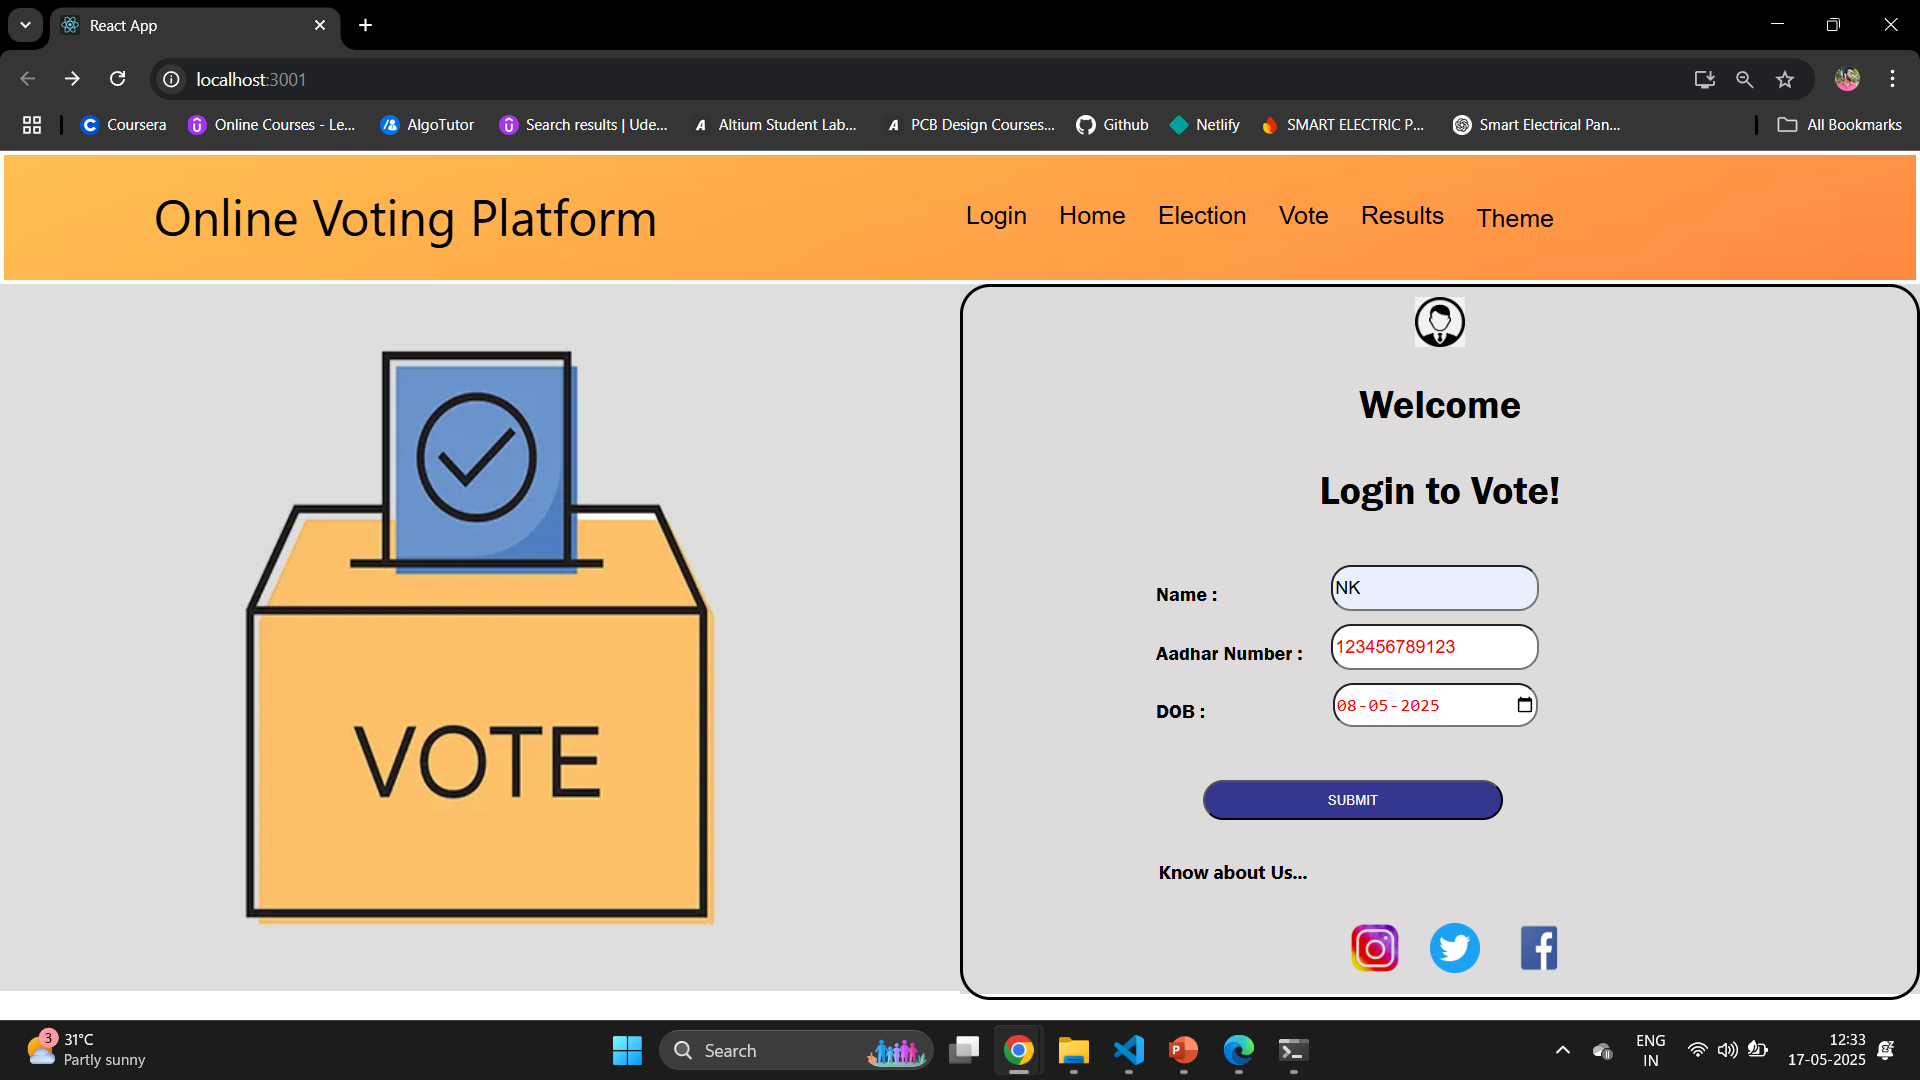 React App
localhost:3001
Coursera
Online Courses - Le...
AlgoTutor
Search results | Ude...
Altium Student Lab...
PCB Design Courses...
Github
Netlify
SMART ELECTRIC P...
Smart Electrical Pan...
All Bookmarks
Online Voting Platform
Login
Home
Election
Vote
Results
Theme
VOTE
Welcome
Login to Vote!
Name :
NK
Aadhar Number :
123456789123
DOB :
08-05-2025
SUBMIT
Know about Us...
3
31°C
Partly sunny
Search
ENG
IN
12:33
17-05-2025